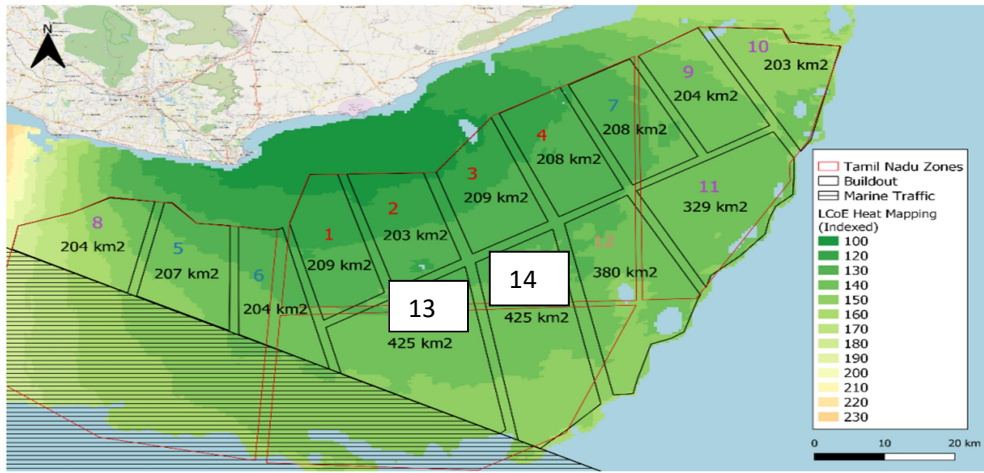 N
10
203 km2
9
204 km2
7
208 km2
4
208 km2
3
209 km2
11
329 km2
2
203 km2
8
204 km2
1
209 km2
5
207 km2
12
380 km2
6
204 km2
13
425 km2
14
425 km2
Tamil Nadu Zones
Buildout
Marine Traffic
LCoE Heat Mapping
(Indexed)
100
120
130
140
150
160
170
180
190
200
210
220
230
0 10 20 km